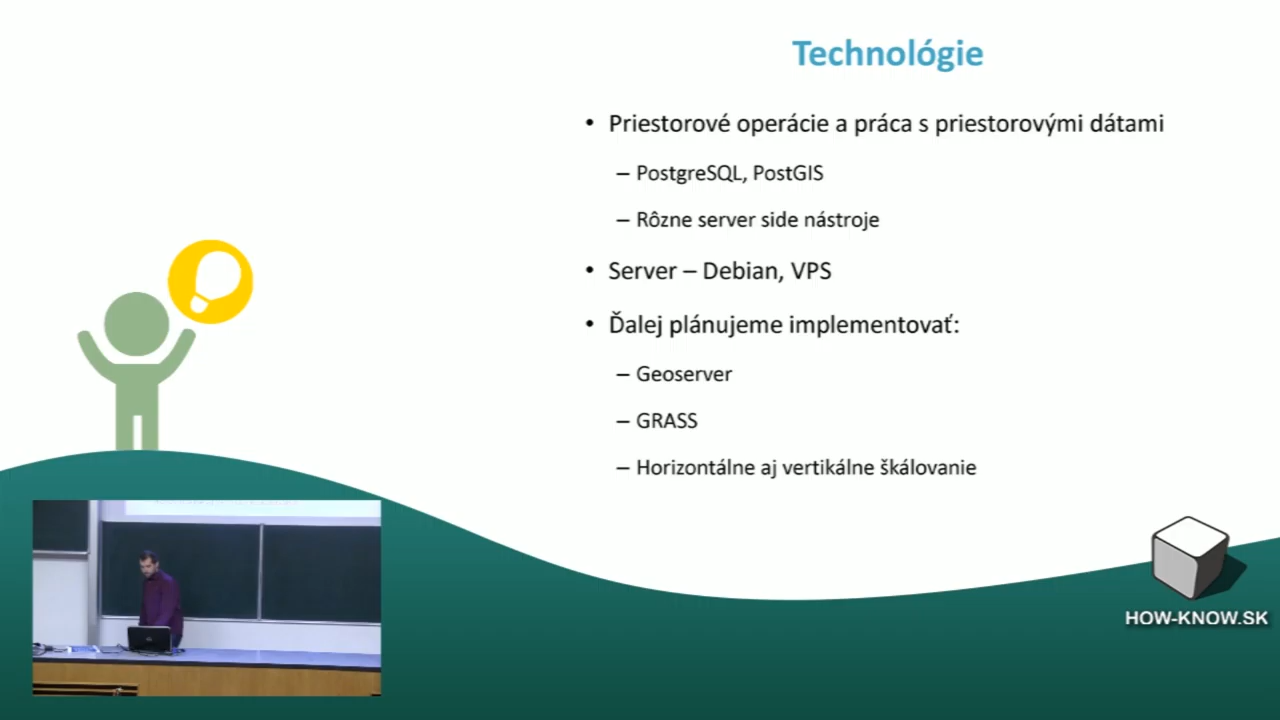 Technológie
• Priestorové operácie a práca s priestorovými dátami
– PostgreSQL, PostGIS
– Rôzne server side nástroje
• Server – Debian, VPS
• Ďalej plánujeme implementovať:
– Geoserver
– GRASS
– Horizontálne aj vertikálne škálovanie
HOW-KNOW.SK